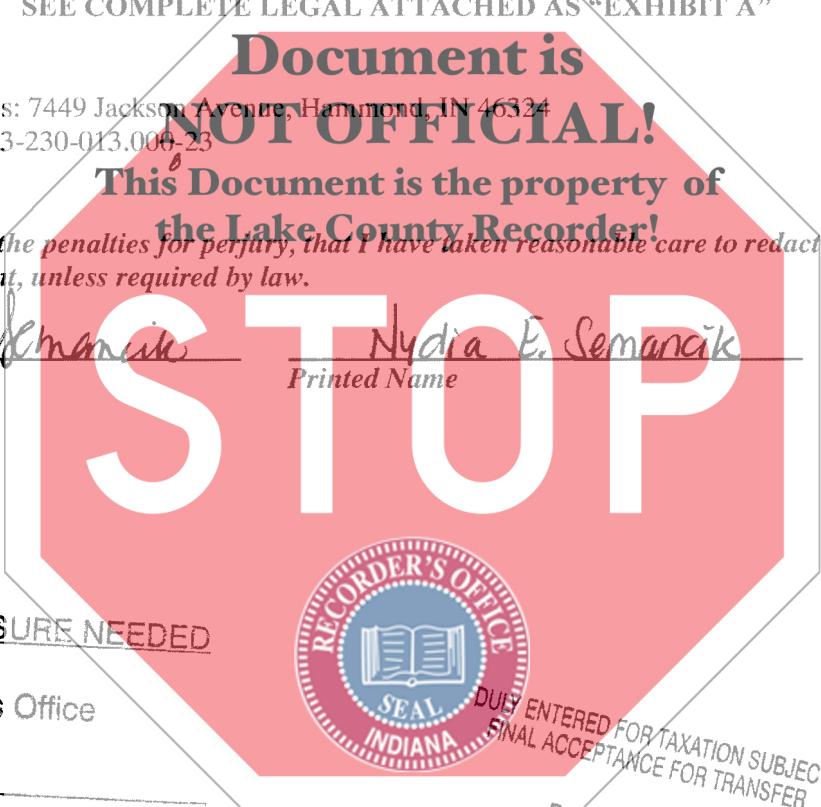 SEE COMPLETE LEGAL ATTACHED AS "EXHIBIT A"
Document is
s: 7449 Jackson Avenue, Hammond, IN 46324
NOT OFFICIAL!
3-230-013.000-23
This Document is the property of
the Lake County Recorder!
the penalties for perjury, that I have taken reasonable care to redact
t, unless required by law.
Semancik Nydia E. Semancik
Printed Name
STOP
RECORDER'S OFFICE
SEAL
INDIANA
SURE NEEDED
s Office
DULY ENTERED FOR TAXATION SUBJEC
FINAL ACCEPTANCE FOR TRANSFER